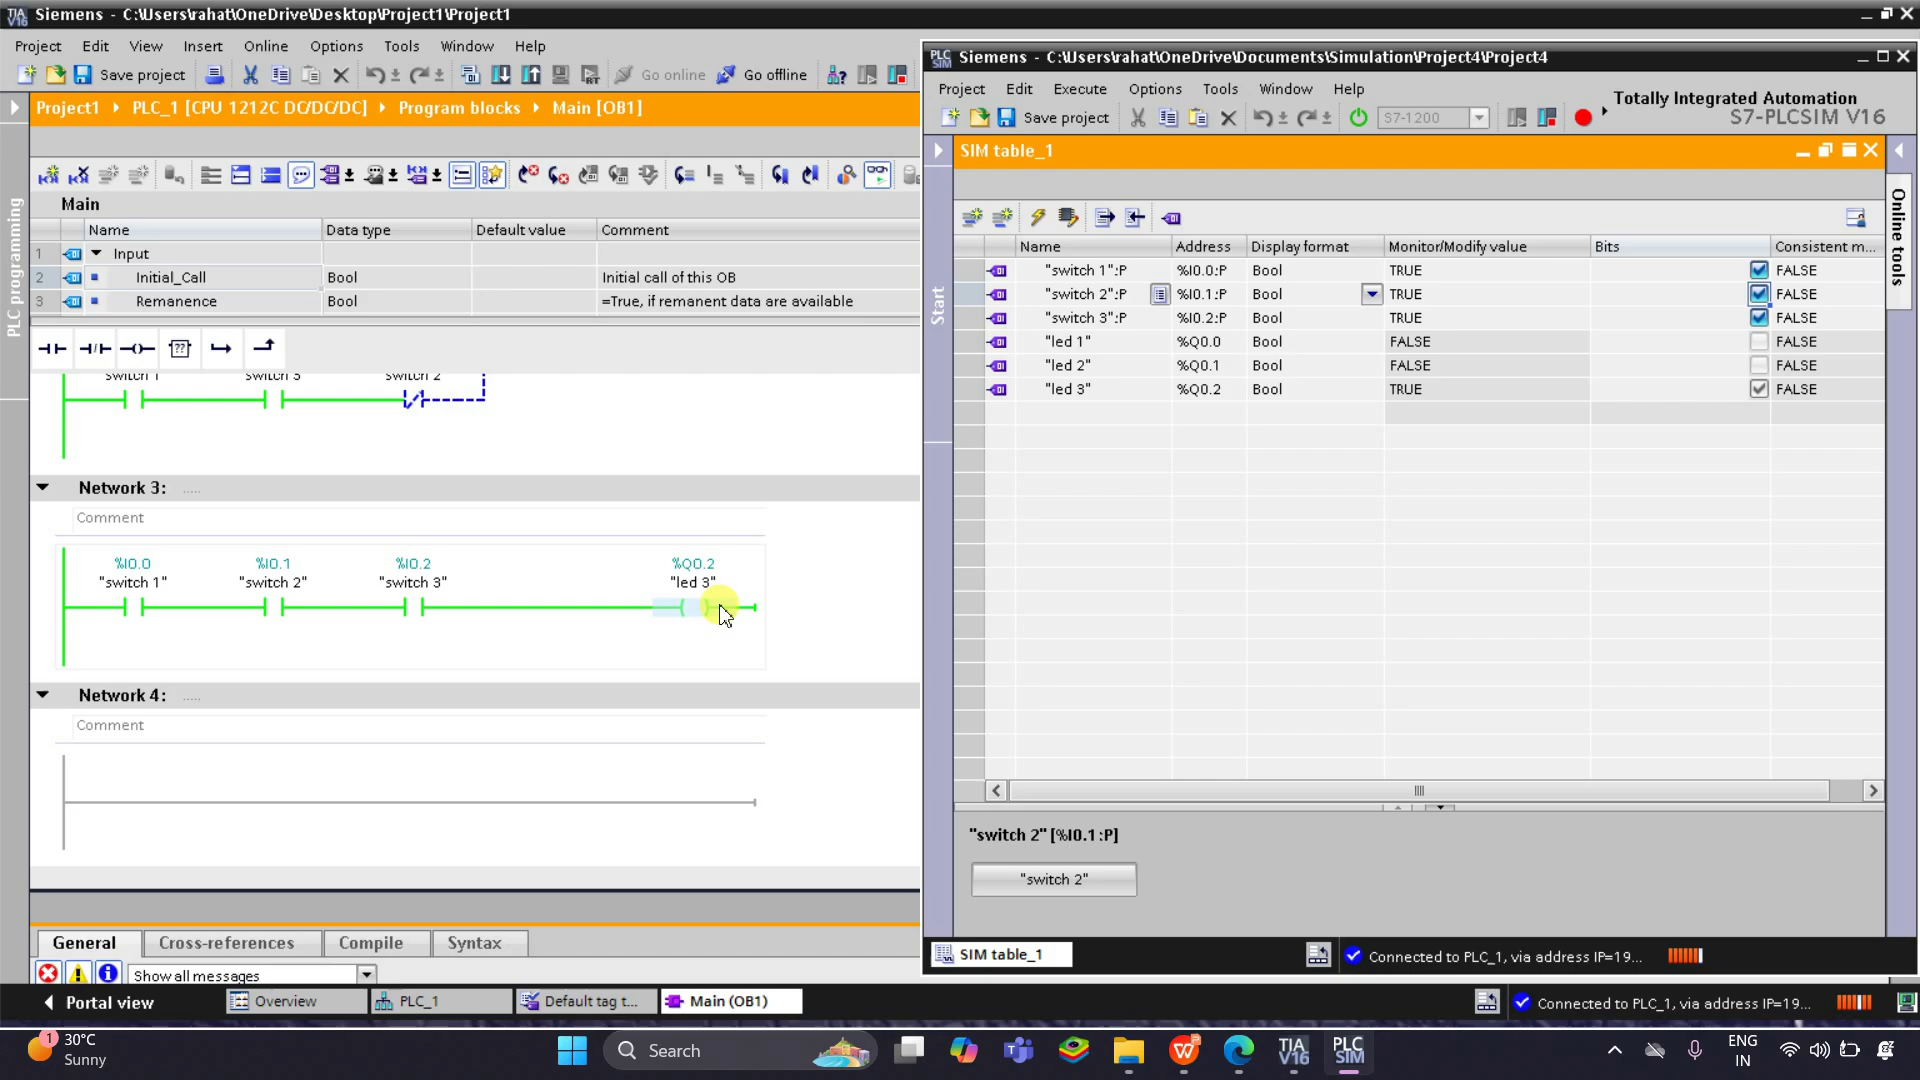 TIA V16 Siemens - C:\Users\rahat\OneDrive\Desktop\Project1\Project1
Project Edit View Insert Online Options Tools Window Help
Save project Go online Go offline
Project1 PLC_1 [CPU 1212C DC/DC/DC] Program blocks Main [OB1]
Main
Name Data type Default value Comment
1 Input
2 Initial_Call Bool Initial call of this OB
3 Remanence Bool =True, if remanent data are available
PLC programming
??
switch 1 switch 3 switch 2
Network 3: .....
Comment
%I0.0 %I0.1 %I0.2 %Q0.2
"switch 1" "switch 2" "switch 3" "led 3"
Network 4: .....
Comment
General Cross-references Compile Syntax
Show all messages
Portal view Overview PLC_1 Default tag t... Main (OB1) Connected to PLC_1, via address IP=19...
PLC SIM Siemens - C:\Users\rahat\OneDrive\Documents\Simulation\Project4\Project4
Project Edit Execute Options Tools Window Help
Save project S7-1200
Totally Integrated Automation
S7-PLCSIM V16
SIM table_1
Start
Online tools
Name Address Display format Monitor/Modify value Bits Consistent m...
"switch 1":P %I0.0:P Bool TRUE FALSE
"switch 2":P %I0.1:P Bool TRUE FALSE
"switch 3":P %I0.2:P Bool TRUE FALSE
"led 1" %Q0.0 Bool FALSE FALSE
"led 2" %Q0.1 Bool FALSE FALSE
"led 3" %Q0.2 Bool TRUE FALSE
"switch 2" [%I0.1:P]
"switch 2"
SIM table_1 Connected to PLC_1, via address IP=19...
1 30°C
Sunny
Search
TIA V16
PLC SIM
ENG
IN